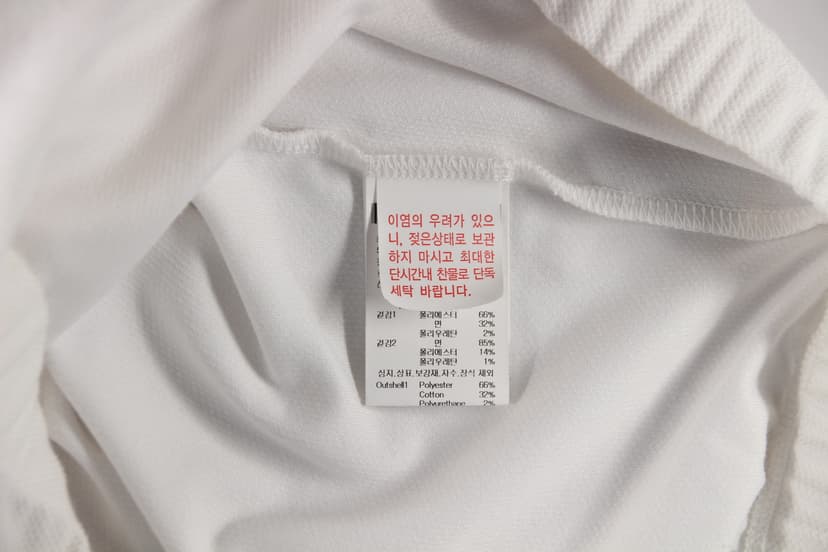 이염의 우려가 있으
니, 젖은상태로 보관
하지 마시고 최대한
단시간내 찬물로 단독
세탁 바랍니다.
겉감1 폴리에스터 66%
면 32%
폴리우레탄 2%
겉감2 면 85%
폴리에스터 14%
폴리우레탄 1%
심지,상표,보강재,자수,장식 제외
Outshell1 Polyester 66%
Cotton 32%
Polyurethane 2%